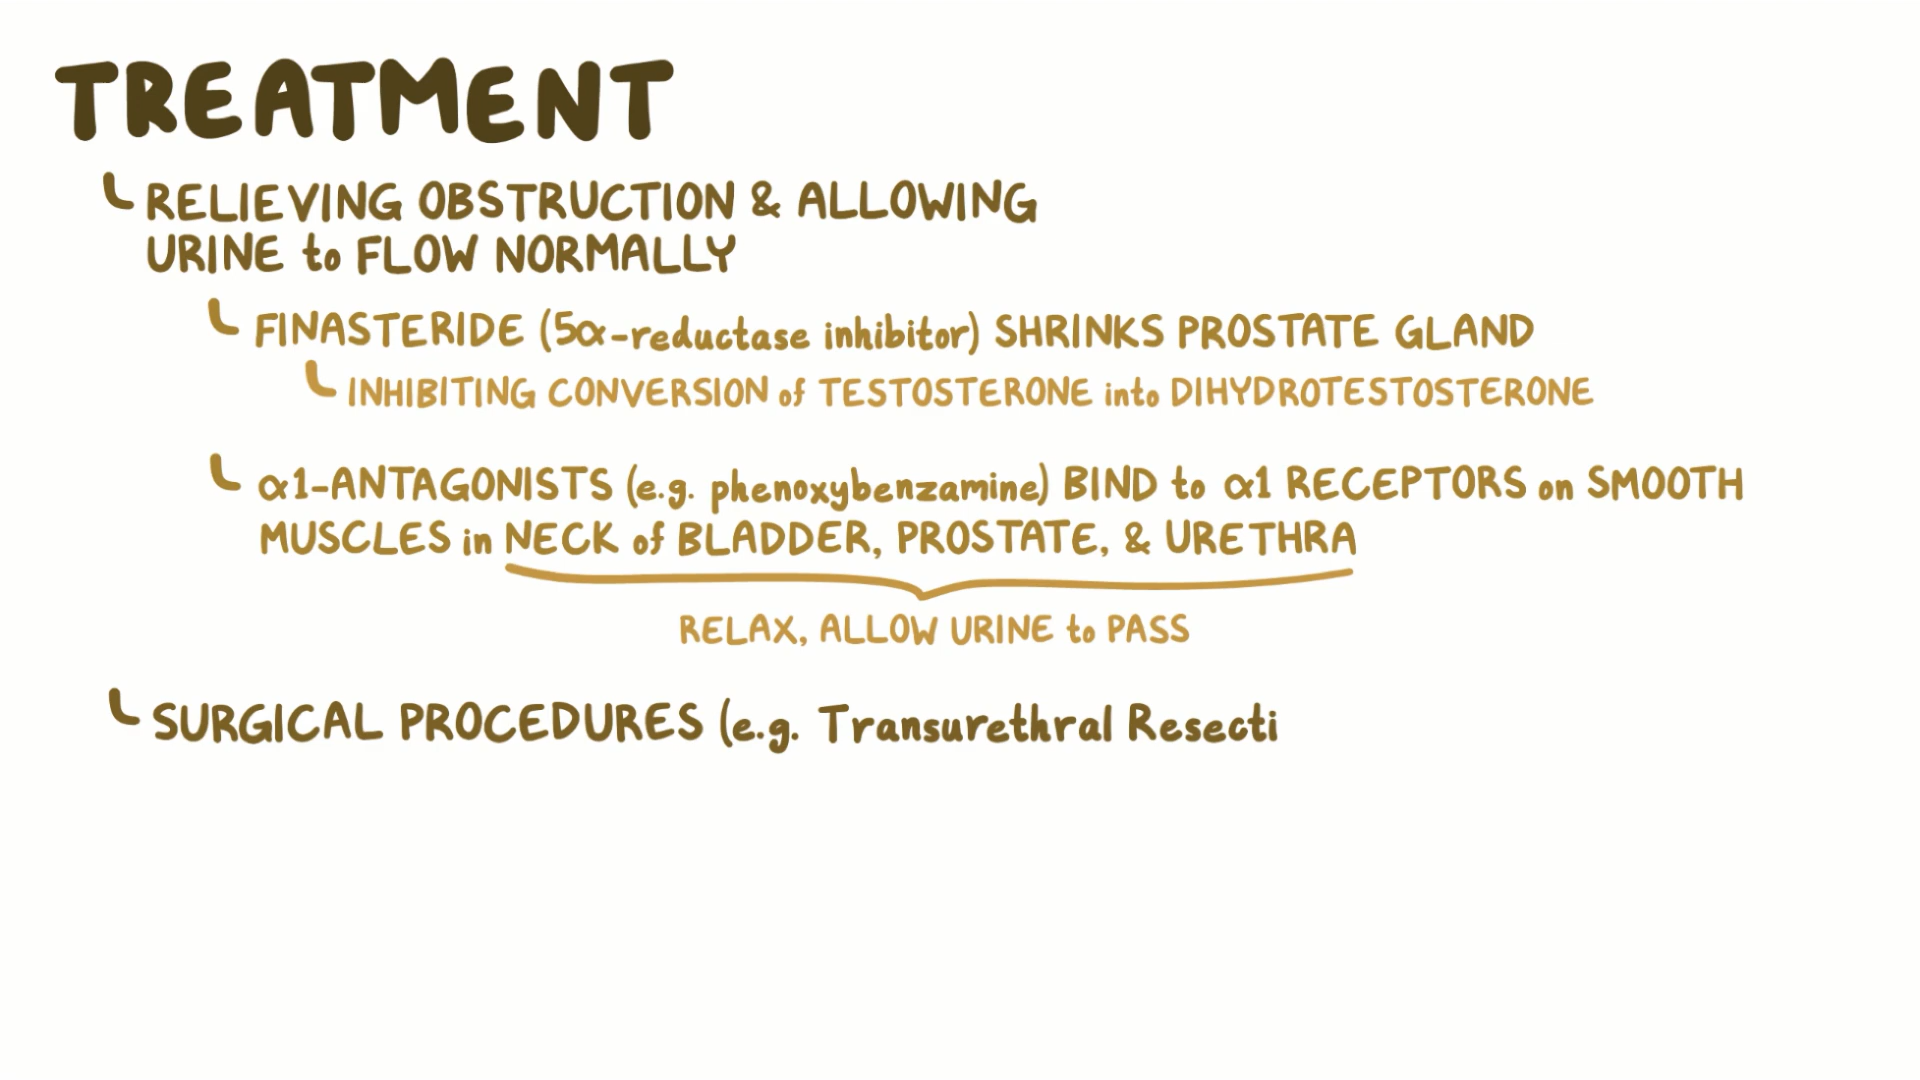 TREATMENT
RELIEVING OBSTRUCTION & ALLOWING
URINE to FLOW NORMALLY
FINASTERIDE (5α-reductase inhibitor) SHRINKS PROSTATE GLAND
INHIBITING CONVERSION of TESTOSTERONE into DIHYDROTESTOSTERONE
α1-ANTAGONISTS (e.g. phenoxybenzamine) BIND to α1 RECEPTORS on SMOOTH
MUSCLES in NECK of BLADDER, PROSTATE, & URETHRA
RELAX, ALLOW URINE to PASS
SURGICAL PROCEDURES (e.g. Transurethral Resecti